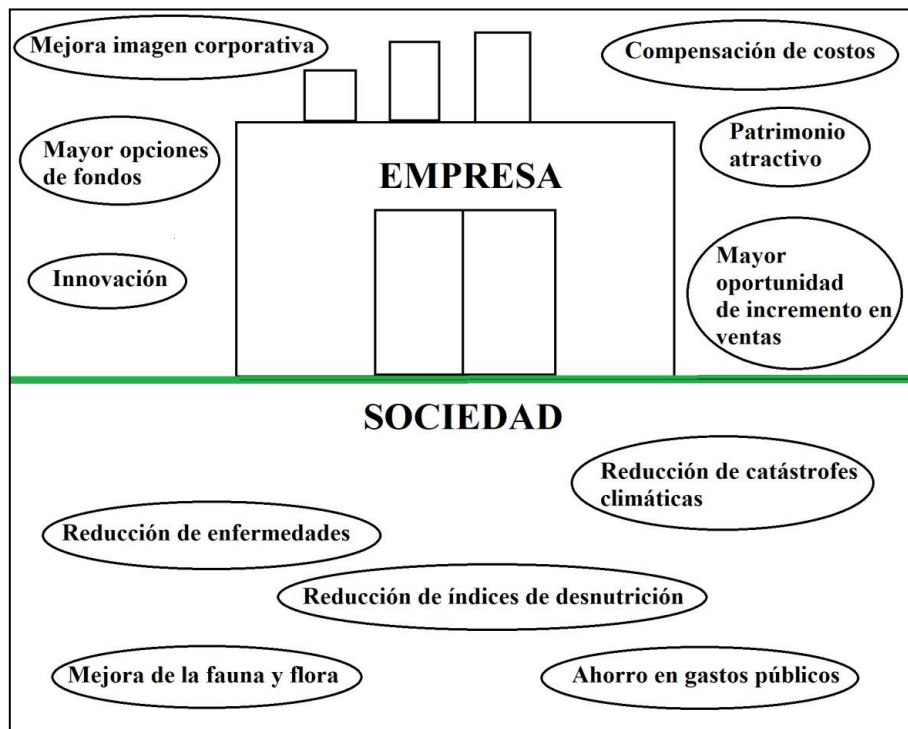 Mejora imagen corporativa
Compensación de costos
Mayor opciones
de fondos
EMPRESA
Patrimonio
atractivo
Innovación
Mayor
oportunidad
de incremento en
ventas
SOCIEDAD
Reducción de catástrofes
climáticas
Reducción de enfermedades
Reducción de índices de desnutrición
Mejora de la fauna y flora
Ahorro en gastos públicos